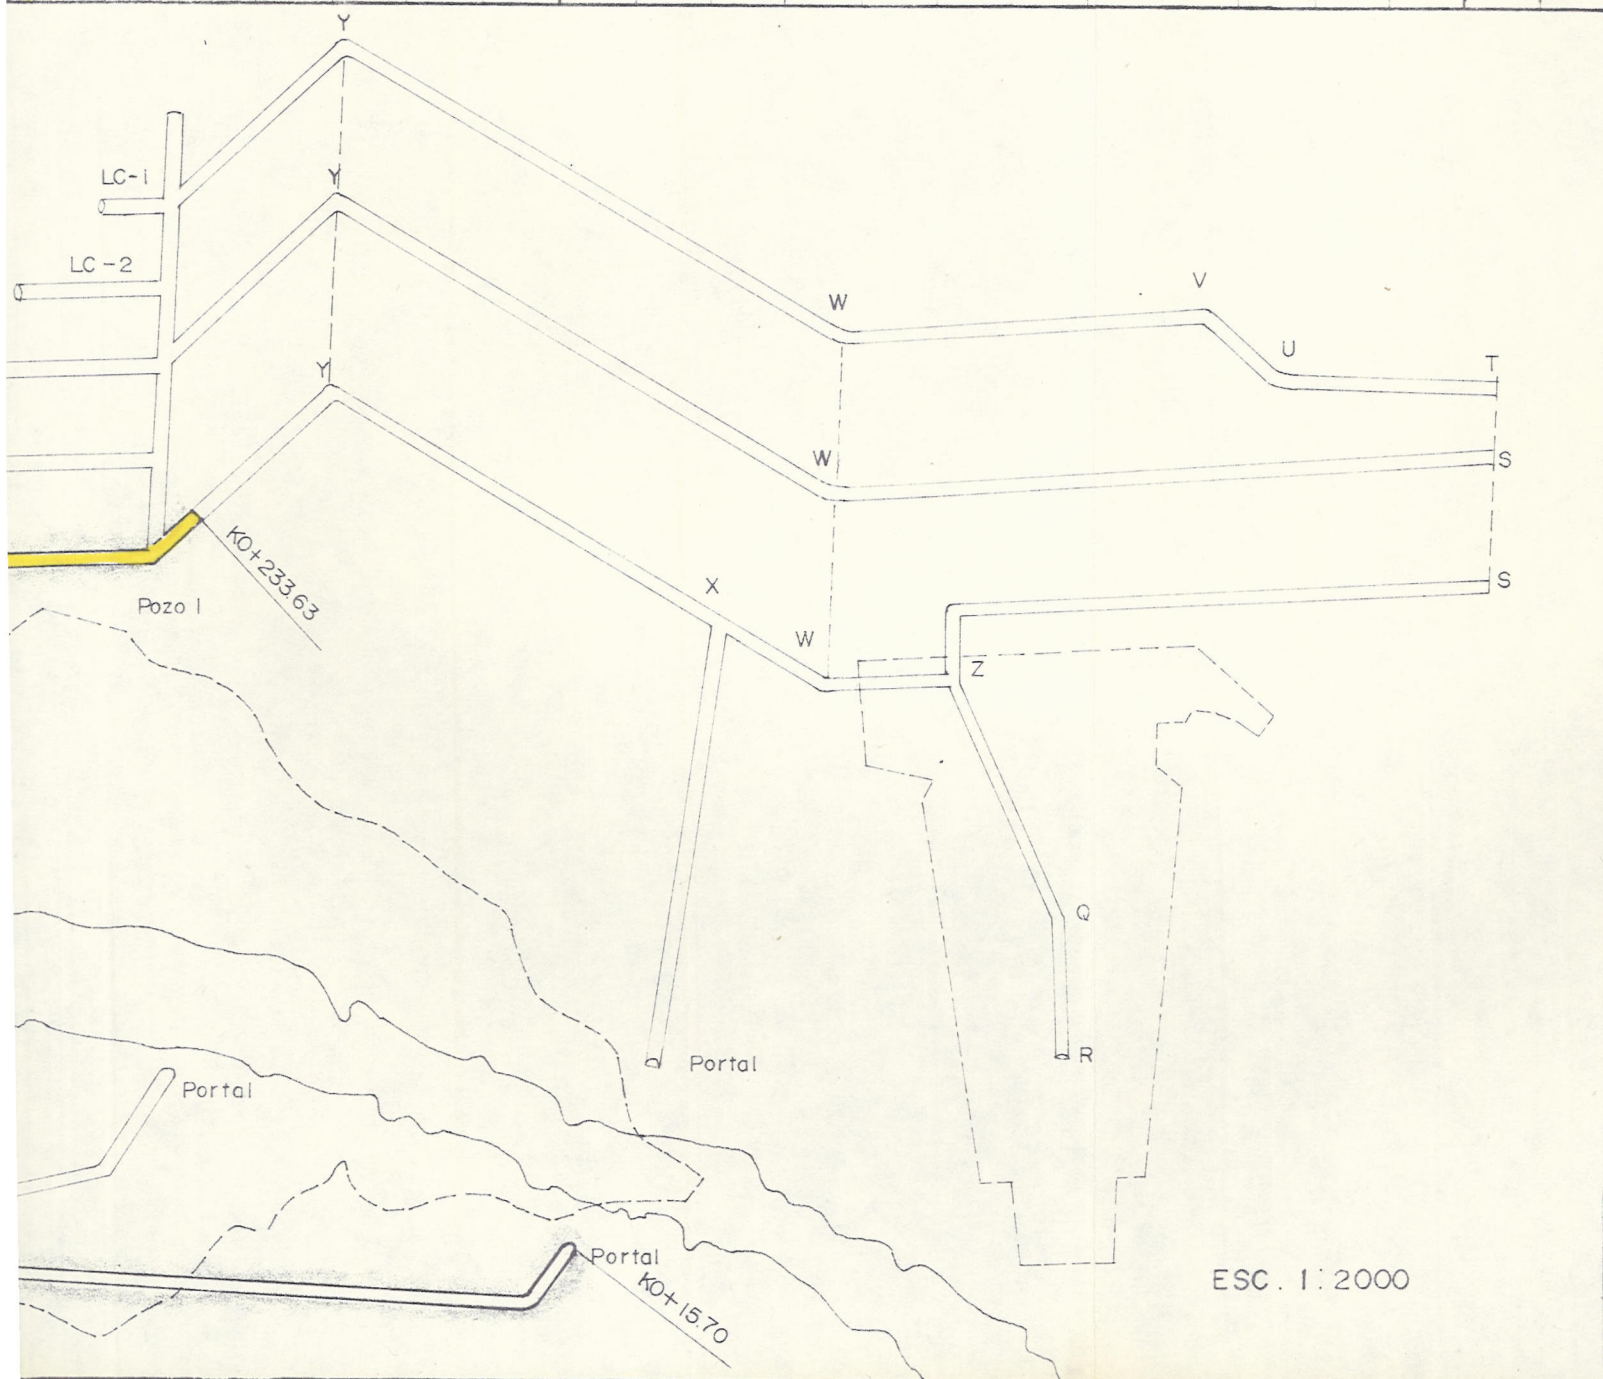 Y
LC-1
Y
LC-2
V
W
U
T
Y
W
S
K0+233.63
S
X
Pozo 1
W
Z
Q
R
Portal
Portal
Portal
K0+15.70
ESC. 1:2000